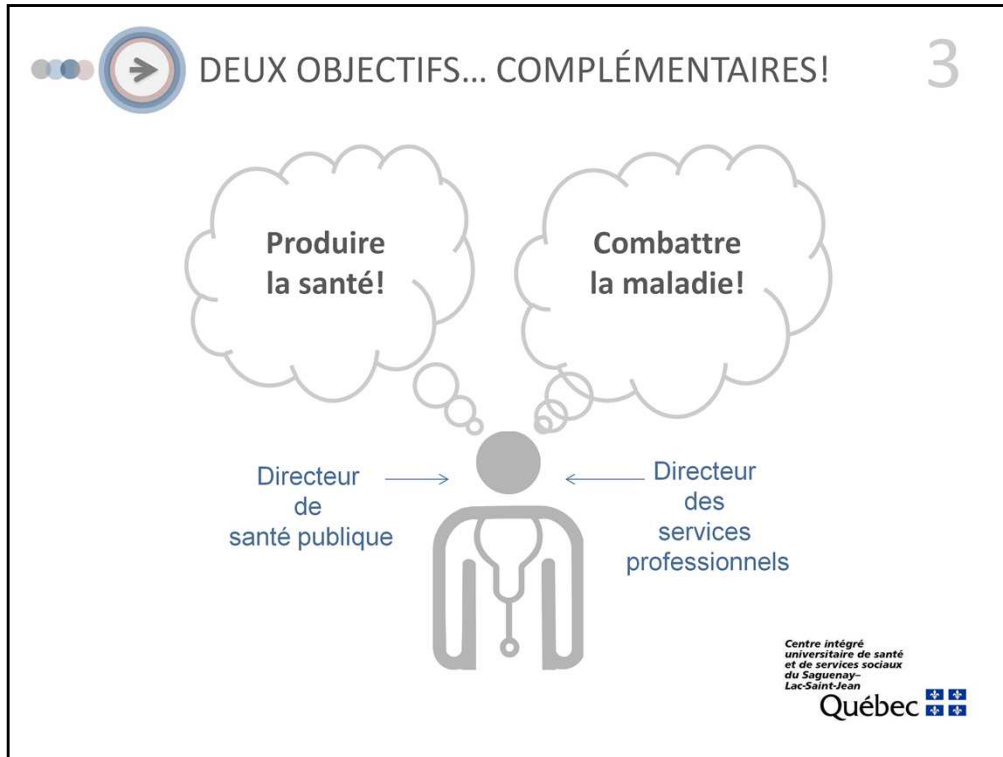 DEUX OBJECTIFS... COMPLÉMENTAIRES!
3
Produire
la santé!
Combattre
la maladie!
Directeur
de
santé publique
Directeur
des
services
professionnels
Centre intégré
universitaire de santé
et de services sociaux
du Saguenay–
Lac-Saint-Jean
Québec